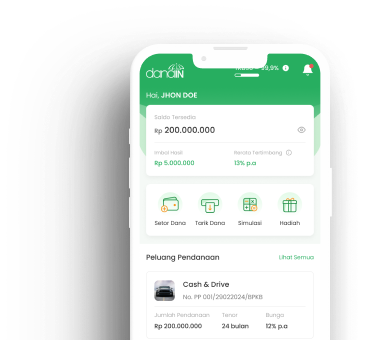 danaIN
99,9%
Hai, JHON DOE
Saldo Tersedia
Rp 200.000.000
Imbal Hasil
Rerata Tertimbang
Rp 5.000.000
13% p.a
Setor Dana
Tarik Dana
Simulasi
Hadiah
Peluang Pendanaan
Lihat Semua
Cash & Drive
No. PP 001/29022024/BPKB
Jumlah Pendanaan
Tenor
Bunga
Rp 200.000.000
24 bulan
12% p.a